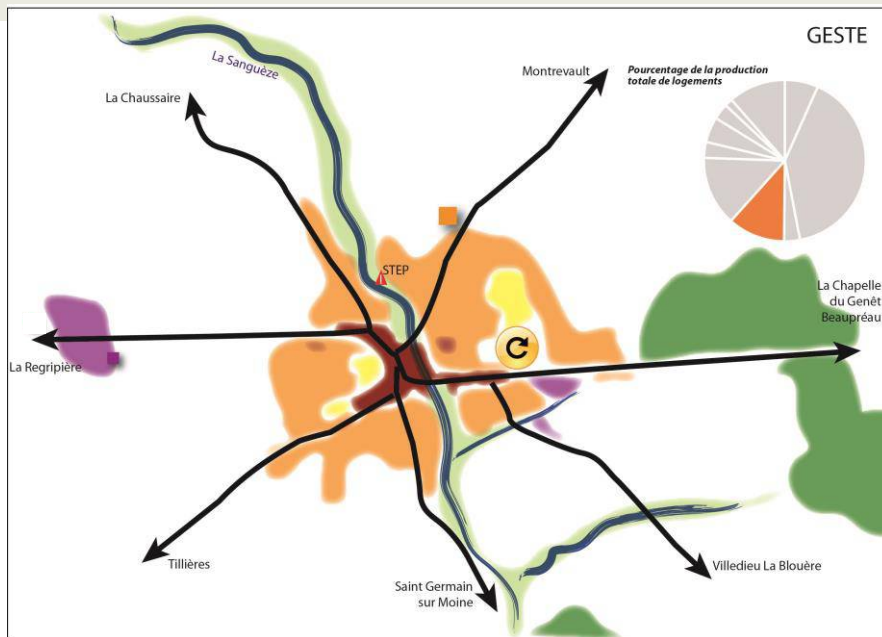 GESTE
Pourcentage de la production
totale de logements
La Sanguèze
Montrevault
La Chaussaire
STEP
La Chapelle
du Genêt
Beaupréau
La Regripière
Tillières
Saint Germain
sur Moine
Villedieu La Blouère